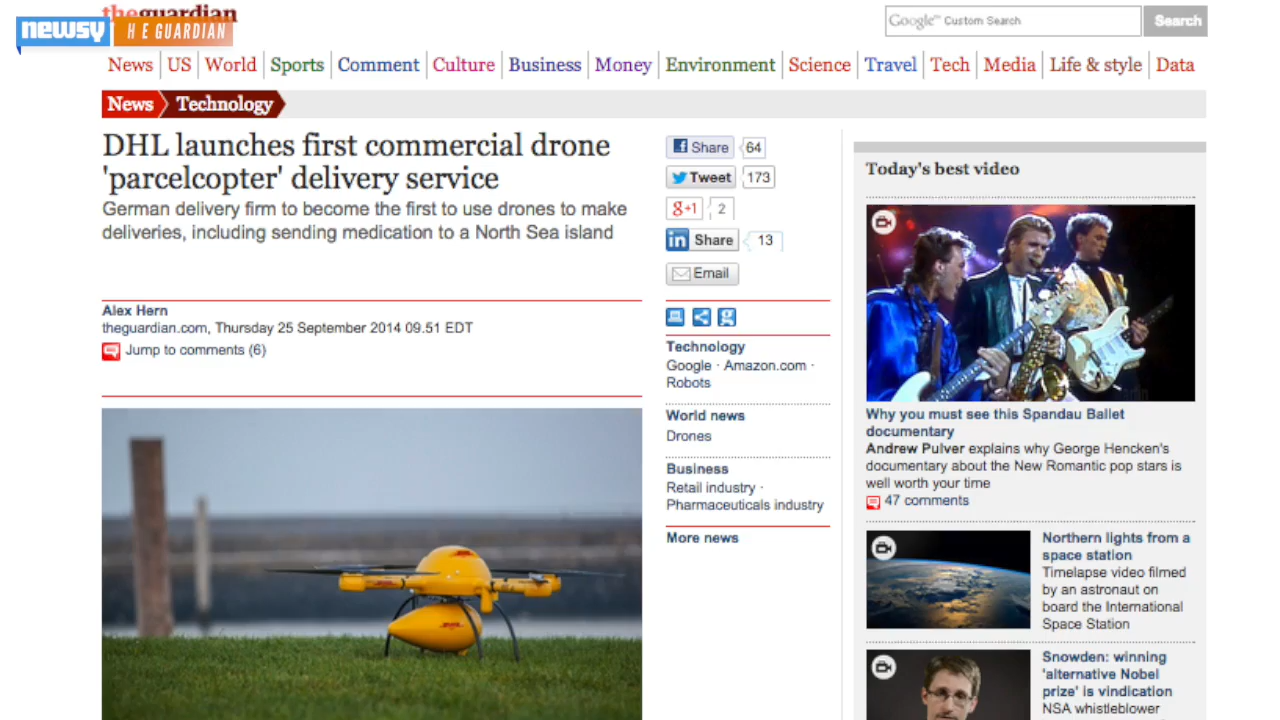 theguardian
newsy
THE GUARDIAN
Google™ Custom Search
Search
News
US
World
Sports
Comment
Culture
Business
Money
Environment
Science
Travel
Tech
Media
Life & style
Data
News
Technology
DHL launches first commercial drone
'parcelcopter' delivery service
German delivery firm to become the first to use drones to make
deliveries, including sending medication to a North Sea island
Alex Hern
theguardian.com, Thursday 25 September 2014 09.51 EDT
Jump to comments (6)
Share 64
Tweet 173
g+1 2
in Share 13
Email
Technology
Google · Amazon.com ·
Robots
World news
Drones
Business
Retail industry ·
Pharmaceuticals industry
More news
Today's best video
Why you must see this Spandau Ballet
documentary
Andrew Pulver explains why George Hencken's
documentary about the New Romantic pop stars is
well worth your time
47 comments
Northern lights from a
space station
Timelapse video filmed
by an astronaut on
board the International
Space Station
Snowden: winning
'alternative Nobel
prize' is vindication
NSA whistleblower